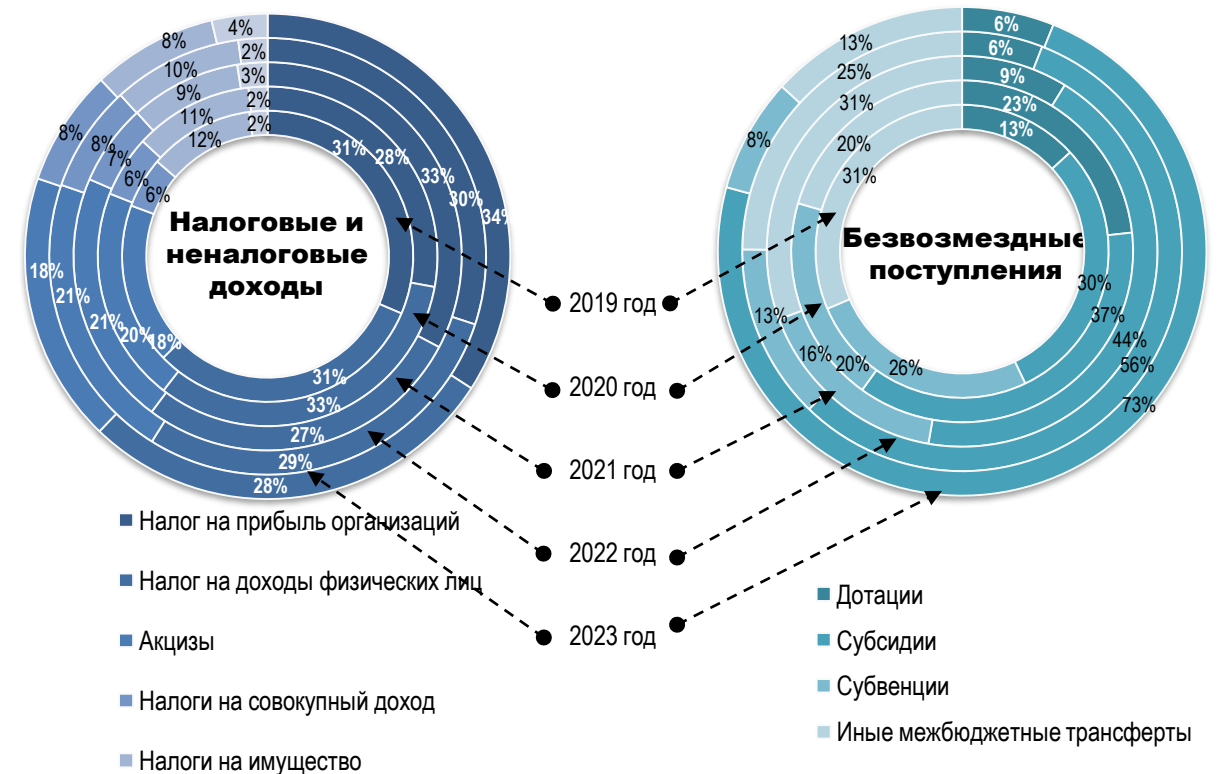 4%
8%
2%
10%
3%
9%
2%
11%
2%
12%
8%
8%
7%
6%
6%
31%
28%
33%
30%
34%
Налоговые и
неналоговые
доходы
18%
21%
21%
20%
18%
31%
33%
27%
29%
28%
6%
6%
9%
23%
13%
13%
25%
31%
20%
31%
8%
Безвозмездные
поступления
30%
37%
44%
56%
73%
13%
16%
20%
26%
2019 год
2020 год
2021 год
2022 год
2023 год
Налог на прибыль организаций
Налог на доходы физических лиц
Акцизы
Налоги на совокупный доход
Налоги на имущество
Дотации
Субсидии
Субвенции
Иные межбюджетные трансферты